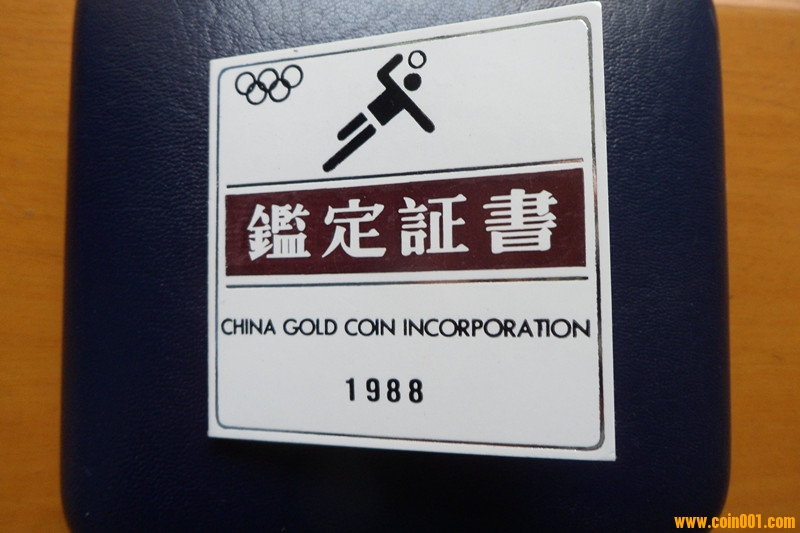 鑑定証書
CHINA GOLD COIN INCORPORATION
1988
www.coin001.com